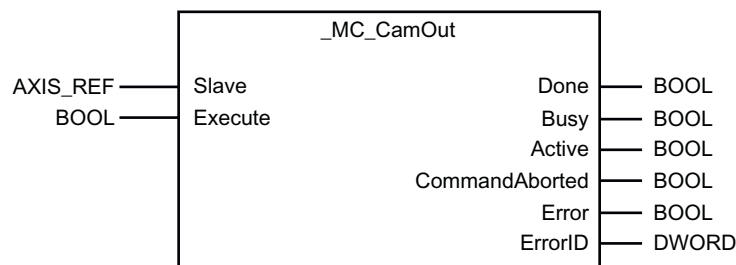 _MC_CamOut
AXIS_REF Slave Done BOOL
BOOL Execute Busy BOOL
Active BOOL
CommandAborted BOOL
Error BOOL
ErrorID DWORD